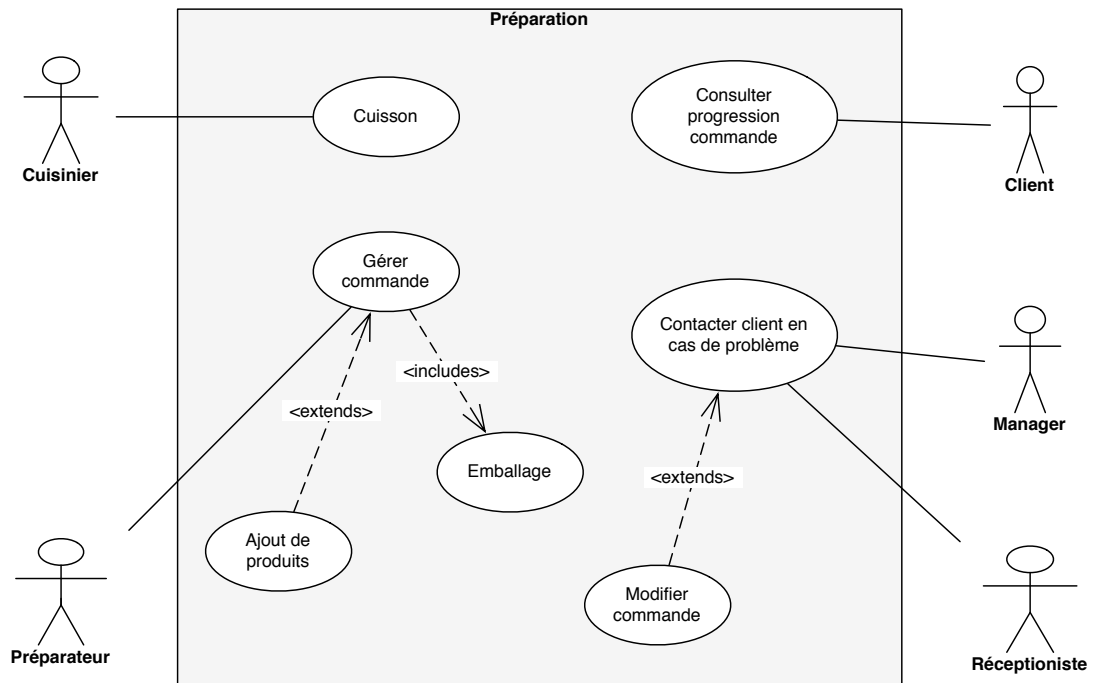 Préparation
Cuisinier
Cuisson
Consulter
progression
commande
Client
Gérer
commande
Contacter client en
cas de problème
<includes>
<extends>
Manager
Emballage
<extends>
Ajout de
produits
Modifier
commande
Préparateur
Réceptioniste